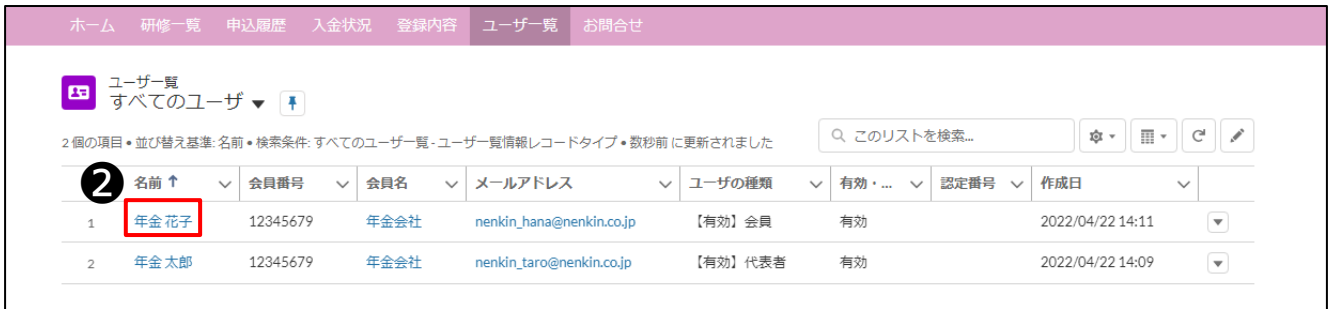 ホーム 研修一覧 申込履歴 入金状況 登録内容 ユーザ一覧 お問合せ
ユーザ一覧
すべてのユーザ
2 個の項目 • 並び替え基準: 名前 • 検索条件: すべてのユーザ一覧 - ユーザ一覧情報レコードタイプ • 数秒前 に更新されました
このリストを検索...
2 名前 ↑ 会員番号 会員名 メールアドレス ユーザの種類 有効・... 認定番号 作成日
1 年金 花子 12345679 年金会社 nenkin_hana@nenkin.co.jp 【有効】会員 有効 2022/04/22 14:11
2 年金 太郎 12345679 年金会社 nenkin_taro@nenkin.co.jp 【有効】代表者 有効 2022/04/22 14:09